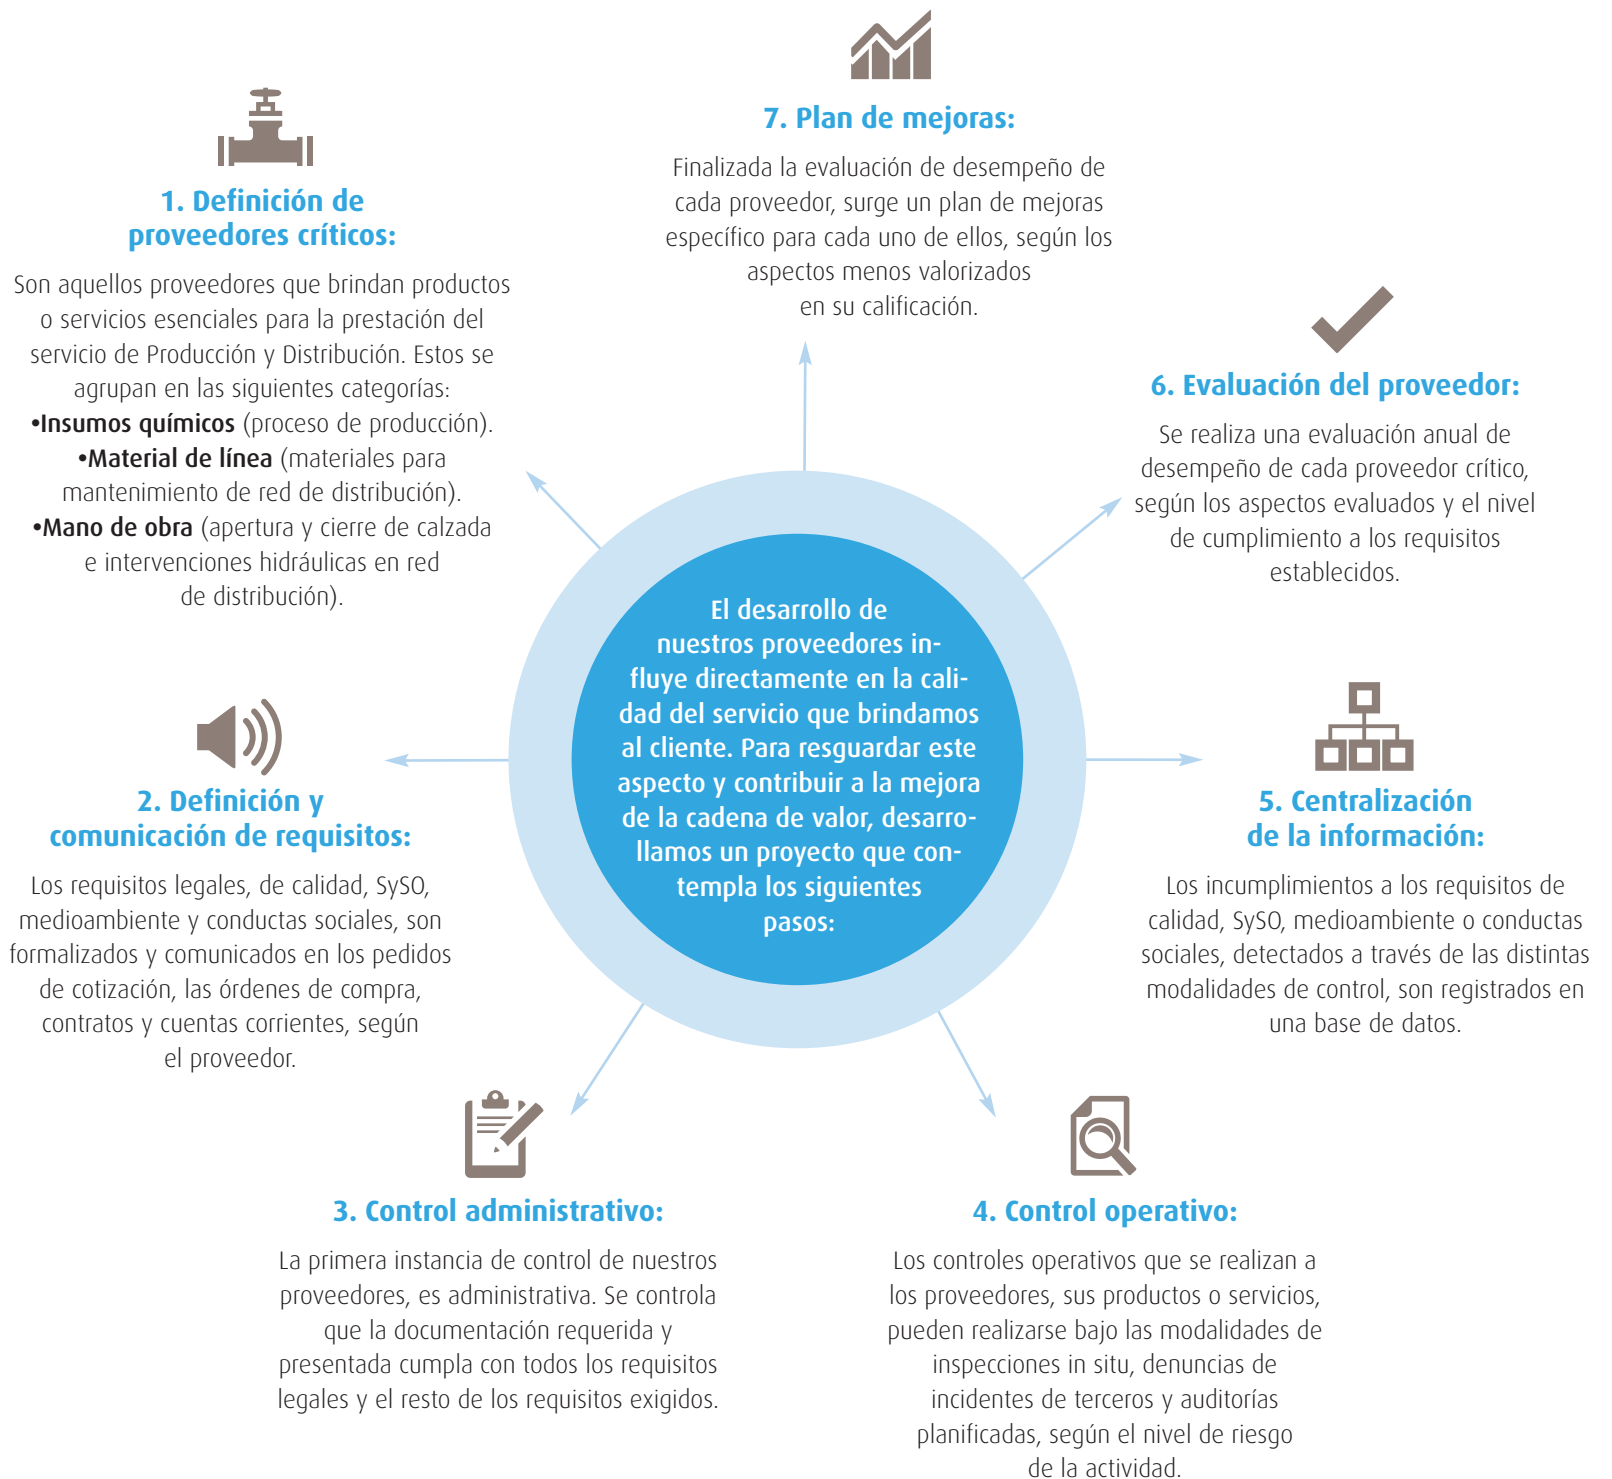 El desarrollo de
nuestros proveedores in-
fluye directamente en la cali-
dad del servicio que brindamos
al cliente. Para resguardar este
aspecto y contribuir a la mejora
de la cadena de valor, desarro-
llamos un proyecto que con-
templa los siguientes
pasos:
1. Definición de
proveedores críticos:
Son aquellos proveedores que brindan productos
o servicios esenciales para la prestación del
servicio de Producción y Distribución. Estos se
agrupan en las siguientes categorías:
•Insumos químicos (proceso de producción).
•Material de línea (materiales para
mantenimiento de red de distribución).
•Mano de obra (apertura y cierre de calzada
e intervenciones hidráulicas en red
de distribución).
2. Definición y
comunicación de requisitos:
Los requisitos legales, de calidad, SySO,
medioambiente y conductas sociales, son
formalizados y comunicados en los pedidos
de cotización, las órdenes de compra,
contratos y cuentas corrientes, según
el proveedor.
3. Control administrativo:
La primera instancia de control de nuestros
proveedores, es administrativa. Se controla
que la documentación requerida y
presentada cumpla con todos los requisitos
legales y el resto de los requisitos exigidos.
4. Control operativo:
Los controles operativos que se realizan a
los proveedores, sus productos o servicios,
pueden realizarse bajo las modalidades de
inspecciones in situ, denuncias de
incidentes de terceros y auditorías
planificadas, según el nivel de riesgo
de la actividad.
5. Centralización
de la información:
Los incumplimientos a los requisitos de
calidad, SySO, medioambiente o conductas
sociales, detectados a través de las distintas
modalidades de control, son registrados en
una base de datos.
6. Evaluación del proveedor:
Se realiza una evaluación anual de
desempeño de cada proveedor crítico,
según los aspectos evaluados y el nivel
de cumplimiento a los requisitos
establecidos.
7. Plan de mejoras:
Finalizada la evaluación de desempeño de
cada proveedor, surge un plan de mejoras
específico para cada uno de ellos, según los
aspectos menos valorizados
en su calificación.